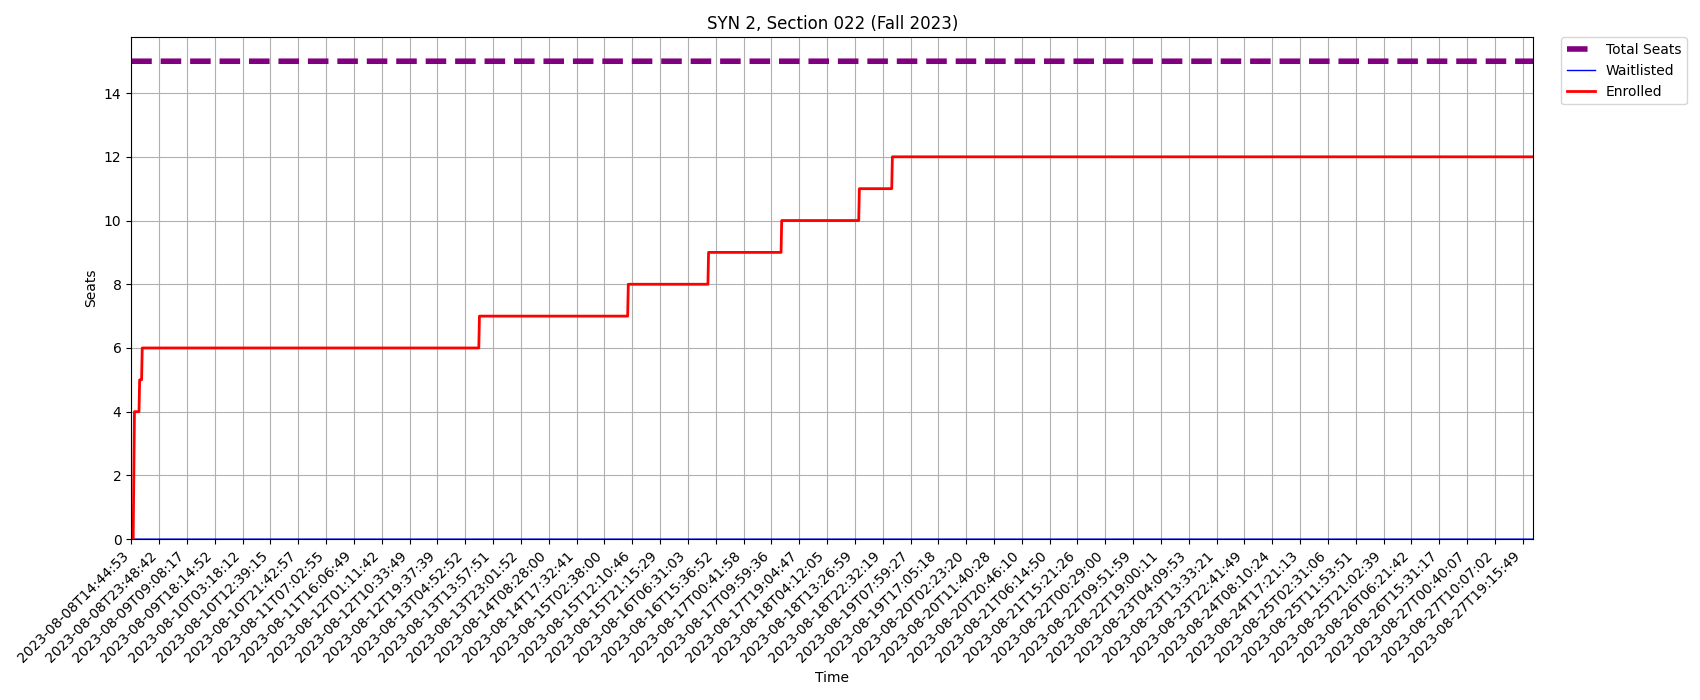 SYN 2, Section 022 (Fall 2023)
Total Seats
Waitlisted
Enrolled
14
12
10
8
6
4
2
0
Seats
2023-08-08T14:44:53
2023-08-08T23:48:42
2023-08-09T09:08:17
2023-08-09T18:14:52
2023-08-10T03:18:12
2023-08-10T12:39:15
2023-08-10T21:42:57
2023-08-11T07:02:55
2023-08-11T16:06:49
2023-08-12T01:11:42
2023-08-12T10:33:49
2023-08-12T19:37:39
2023-08-13T04:52:52
2023-08-13T13:57:51
2023-08-13T23:01:52
2023-08-14T08:28:00
2023-08-14T17:32:41
2023-08-15T02:38:00
2023-08-15T12:10:46
2023-08-15T21:15:29
2023-08-16T06:31:03
2023-08-16T15:36:52
2023-08-17T00:41:58
2023-08-17T09:59:36
2023-08-17T19:04:47
2023-08-18T04:12:05
2023-08-18T13:26:59
2023-08-18T22:32:19
2023-08-19T07:59:27
2023-08-19T17:05:18
2023-08-20T02:23:20
2023-08-20T11:40:28
2023-08-20T20:46:10
2023-08-21T06:14:50
2023-08-21T15:21:26
2023-08-22T00:29:00
2023-08-22T09:51:59
2023-08-22T19:00:11
2023-08-23T04:09:53
2023-08-23T13:33:21
2023-08-23T22:41:49
2023-08-24T08:10:24
2023-08-24T17:21:13
2023-08-25T02:31:06
2023-08-25T11:53:51
2023-08-25T21:02:39
2023-08-26T06:21:42
2023-08-26T15:31:17
2023-08-27T00:40:07
2023-08-27T10:07:02
2023-08-27T19:15:49
Time